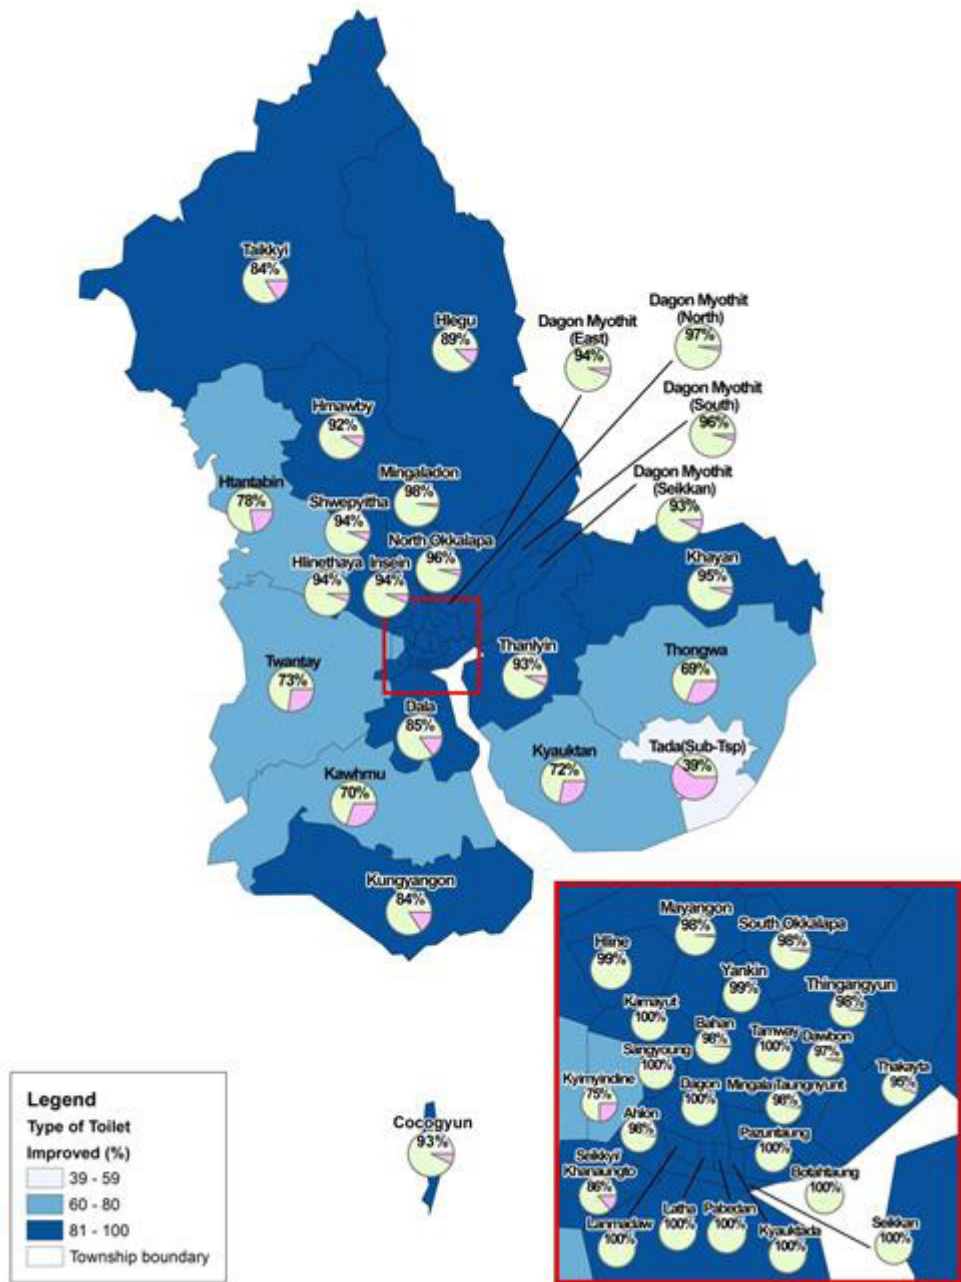 Taikkyi
84%
Hlegu
89%
Dagon Myothit
(East)
94%
Dagon Myothit
(North)
97%
Dagon Myothit
(South)
96%
Dagon Myothit
(Seikkan)
93%
Hmawby
92%
Mingaladon
98%
Htantabin
78%
Shwepyitha
94%
North Okkalapa
96%
Hlinethaya
94%
Insein
94%
Khayan
95%
Thanlyin
93%
Thongwa
69%
Twantay
73%
Dala
85%
Kyauktan
72%
Tada(Sub-Tsp)
39%
Kawhmu
70%
Kungyangon
84%
Cocogyun
93%
Mayangon
98%
South Okkalapa
98%
Hline
99%
Yankin
99%
Thingangyun
98%
Kamayut
100%
Bahan
98%
Tamway
100%
Dawbon
97%
Sangyoung
100%
Thakayta
95%
Kyimyindine
75%
Dagon
100%
Mingala Taungnyunt
98%
Ahlon
98%
Pazuntaung
100%
Seikkyi
Khanaungto
86%
Botahtaung
100%
Lanmadaw
100%
Latha
100%
Pabedan
100%
Kyauktada
100%
Seikkan
100%
Legend
Type of Toilet
Improved (%)
39 - 59
60 - 80
81 - 100
Township boundary